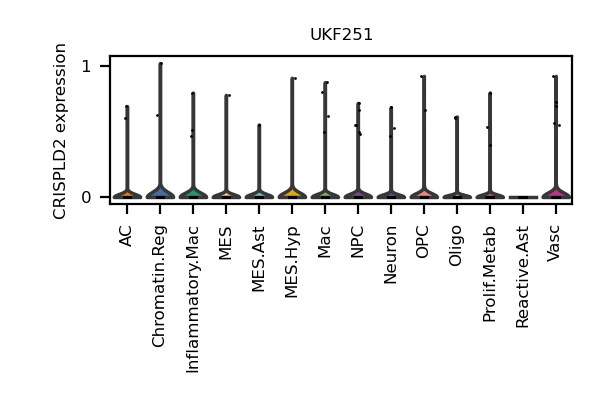 UKF251
CRISPLD2 expression
1
0
AC
Chromatin.Reg
Inflammatory.Mac
MES
MES.Ast
MES.Hyp
Mac
NPC
Neuron
OPC
Oligo
Prolif.Metab
Reactive.Ast
Vasc